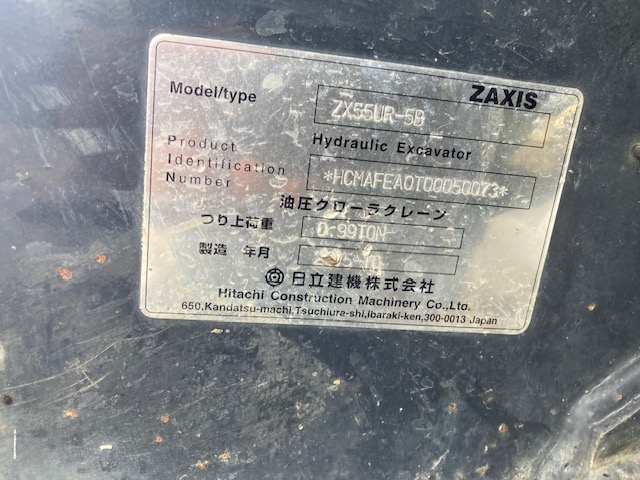 ZAXIS
Model/type ZX55UR-5B
Hydraulic Excavator
Product
Identification
Number *HCMAFEA0T00050073*
油圧クローラクレーン
つり上荷重 0.99TON
製造 年月
日立建機株式会社
Hitachi Construction Machinery Co.,Ltd.
650,Kandatsu-machi,Tsuchiura-shi,Ibaraki-ken,300-0013 Japan